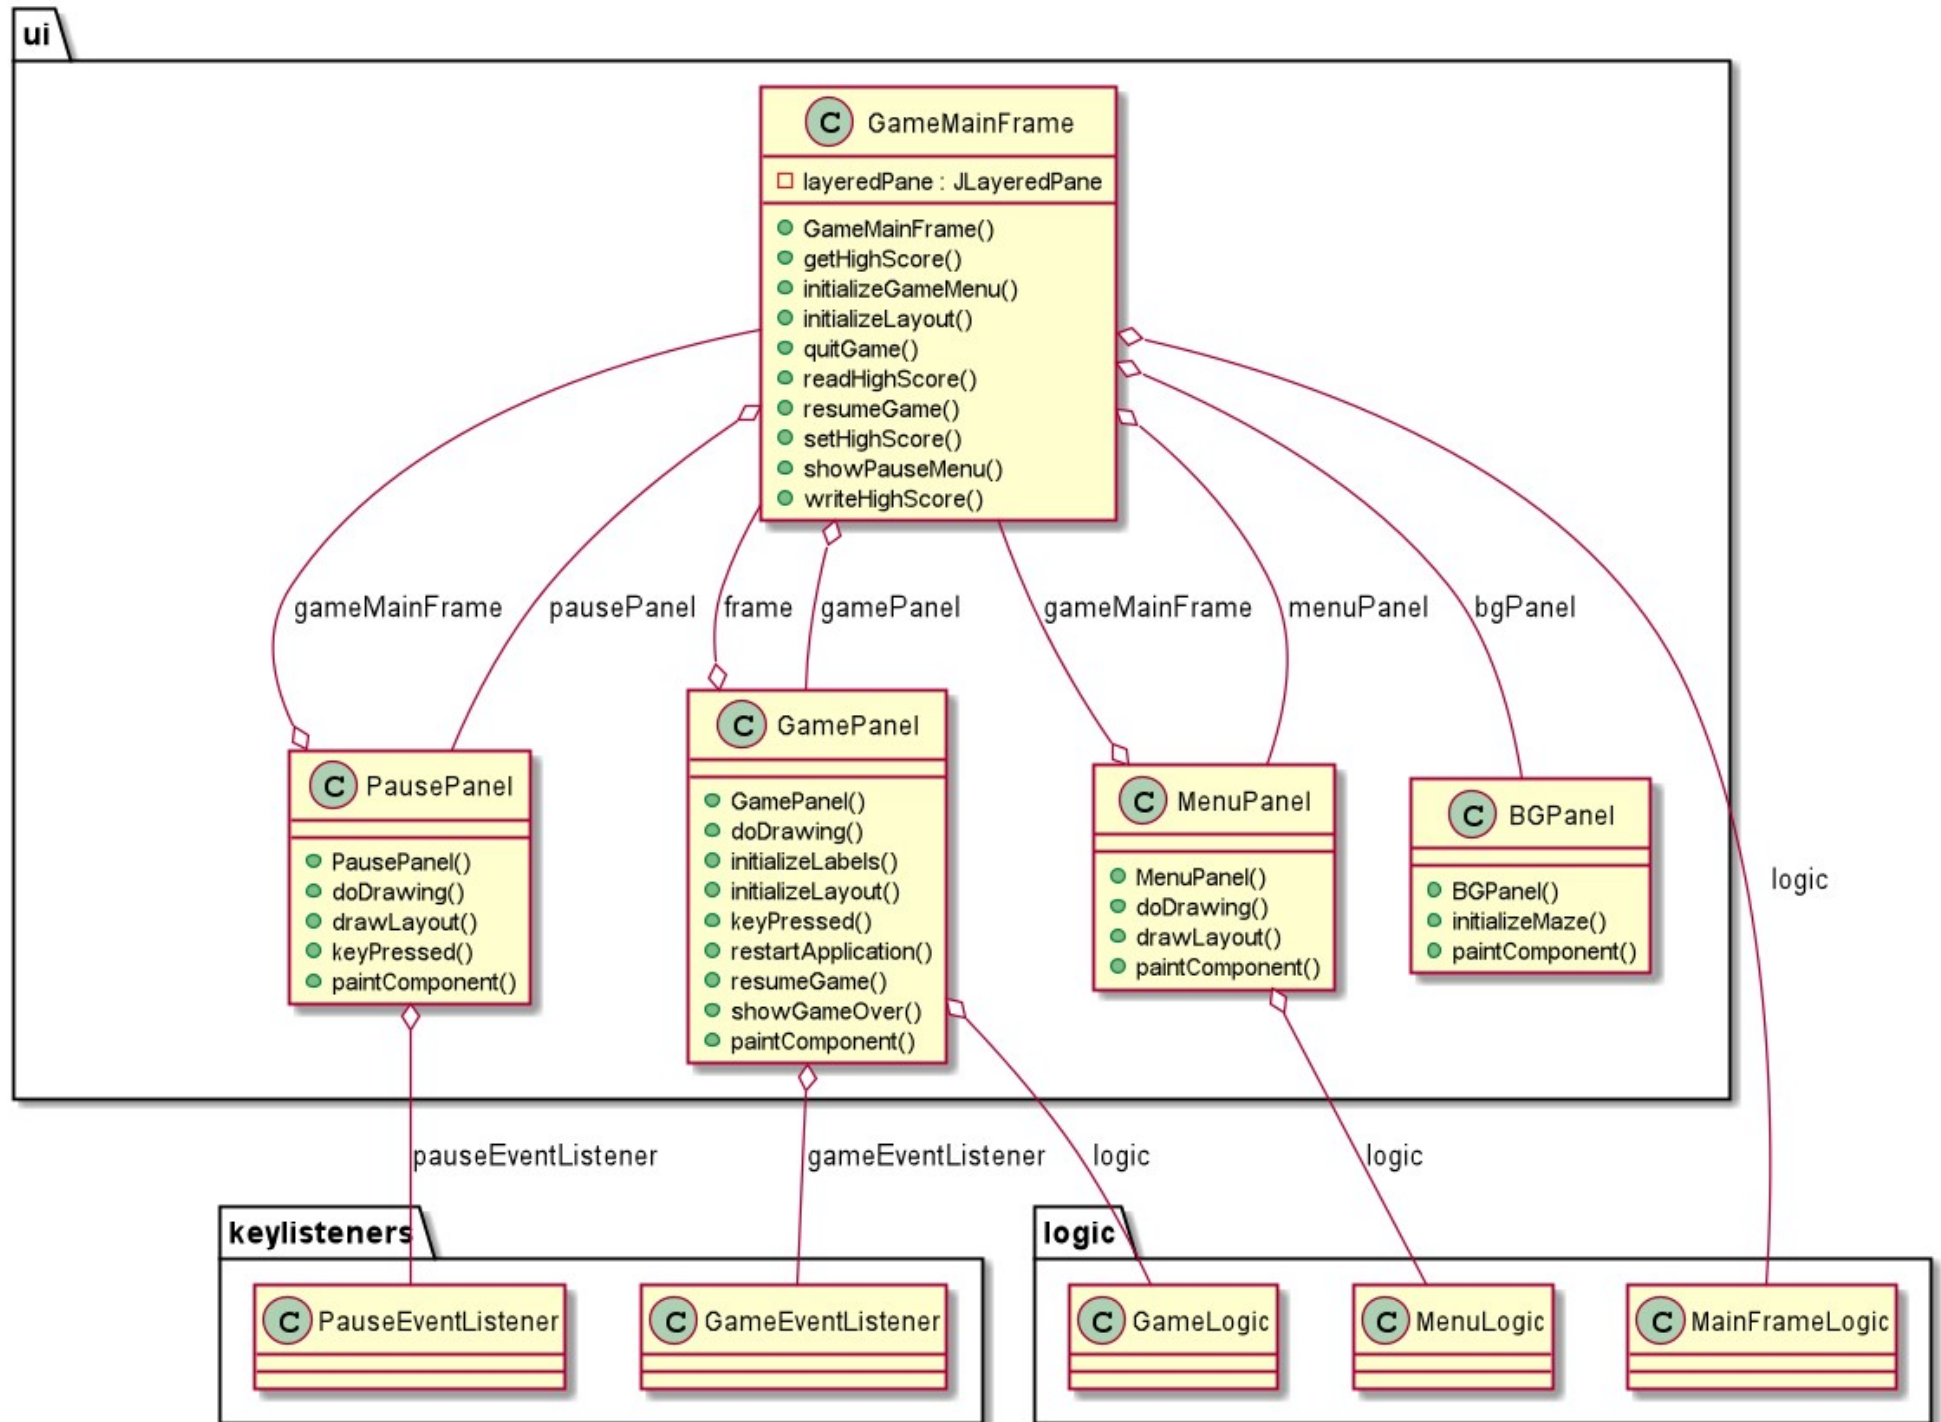 ui
C GameMainFrame
layeredPane : JLayeredPane
GameMainFrame()
getHighScore()
initializeGameMenu()
initializeLayout()
quitGame()
readHighScore()
resumeGame()
setHighScore()
showPauseMenu()
writeHighScore()
gameMainFrame
pausePanel
frame
gamePanel
gameMainFrame
menuPanel
bgPanel
logic
C PausePanel
PausePanel()
doDrawing()
drawLayout()
keyPressed()
paintComponent()
C GamePanel
GamePanel()
doDrawing()
initializeLabels()
initializeLayout()
keyPressed()
restartApplication()
resumeGame()
showGameOver()
paintComponent()
C MenuPanel
MenuPanel()
doDrawing()
drawLayout()
paintComponent()
C BGPanel
BGPanel()
initializeMaze()
paintComponent()
pauseEventListener
gameEventListener
logic
logic
keylisteners
C PauseEventListener
C GameEventListener
logic
C GameLogic
C MenuLogic
C MainFrameLogic